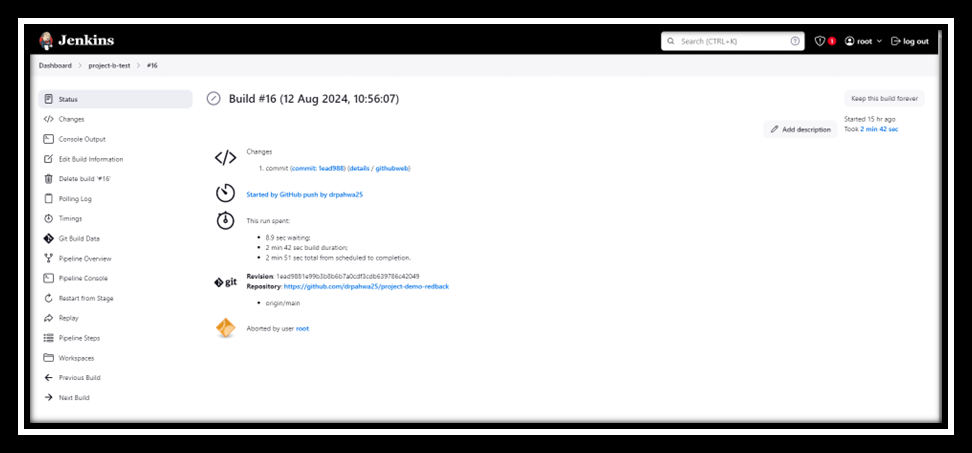 Jenkins
Search (CTRL+K)
1
root
log out
Dashboard > project-b-test > #16
Status
Changes
Console Output
Edit Build Information
Delete build '#16'
Polling Log
Timings
Git Build Data
Pipeline Overview
Pipeline Console
Restart from Stage
Replay
Pipeline Steps
Workspaces
Previous Build
Next Build
Build #16 (12 Aug 2024, 10:56:07)
Keep this build forever
Add description
Started 15 hr ago
Took 2 min 42 sec
Changes
1. commit (commit: 1ead988) (details / githubweb)
Started by GitHub push by drpahwa25
This run spent:
8.9 sec waiting;
2 min 42 sec build duration;
2 min 51 sec total from scheduled to completion.
git
Revision:
Repository: https://github.com/drpahwa25/project-demo-redback
origin/main
Aborted by user root